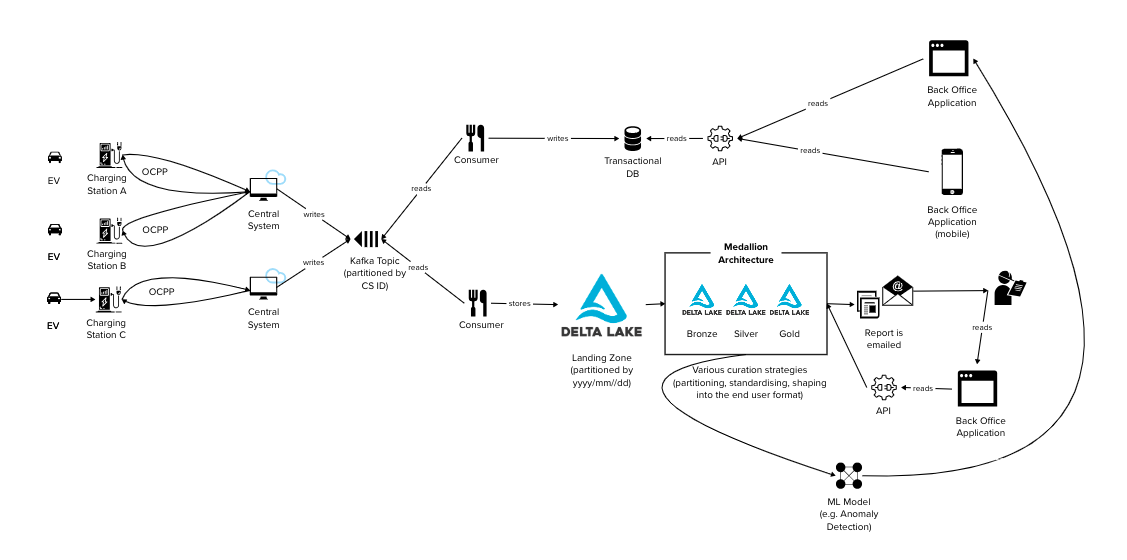 EV
Charging
Station A
OCPP
EV
Charging
Station B
OCPP
EV
Charging
Station C
OCPP
Central
System
Central
System
writes
writes
Kafka Topic
(partitioned by
CS ID)
reads
reads
Consumer
writes
Transactional
DB
reads
API
reads
reads
Back Office
Application
Back Office
Application
(mobile)
Consumer
stores
DELTA LAKE
Landing Zone
(partitioned by
yyyy/mm//dd)
Medallion
Architecture
DELTA LAKE
DELTA LAKE
DELTA LAKE
Bronze
Silver
Gold
Various curation strategies
(partitioning, standardising, shaping
into the end user format)
@
Report is
emailed
reads
API
reads
Back Office
Application
ML Model
(e.g. Anomaly
Detection)